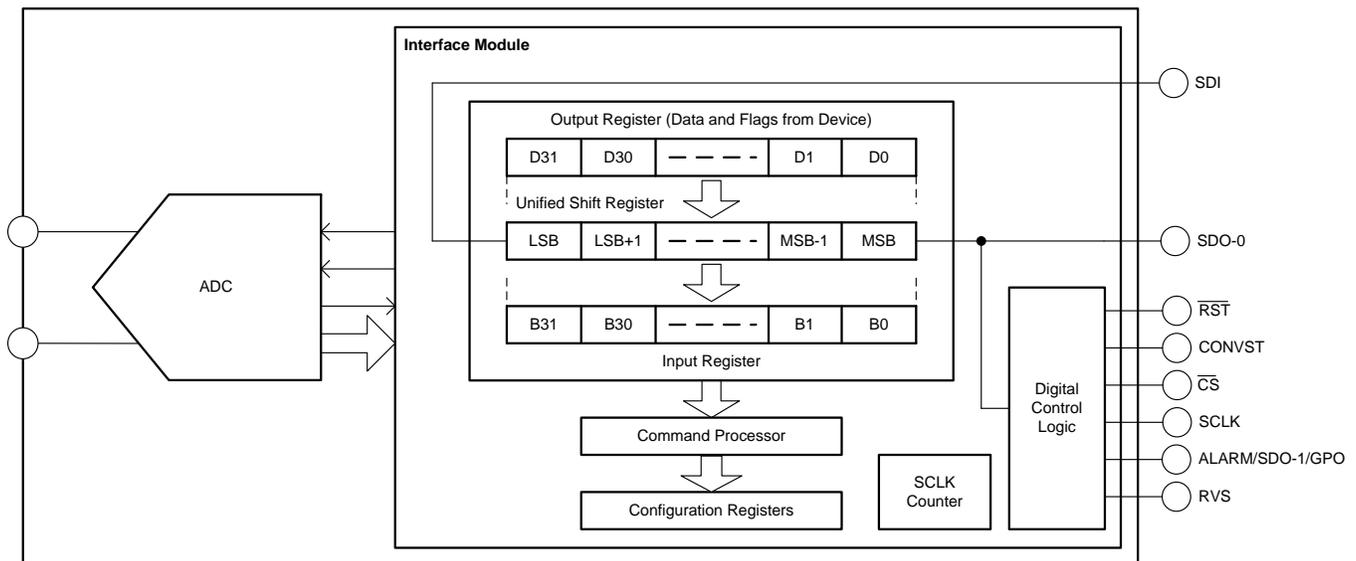 Interface Module
SDI
Output Register (Data and Flags from Device)
D31 D30 D1 D0
Unified Shift Register
LSB LSB+1 MSB-1 MSB
SDO-0
ADC
B31 B30 B1 B0
Input Register
RST
CONVST
CS
SCLK
ALARM/SDO-1/GPO
RVS
Digital
Control
Logic
Command Processor
SCLK
Counter
Configuration Registers